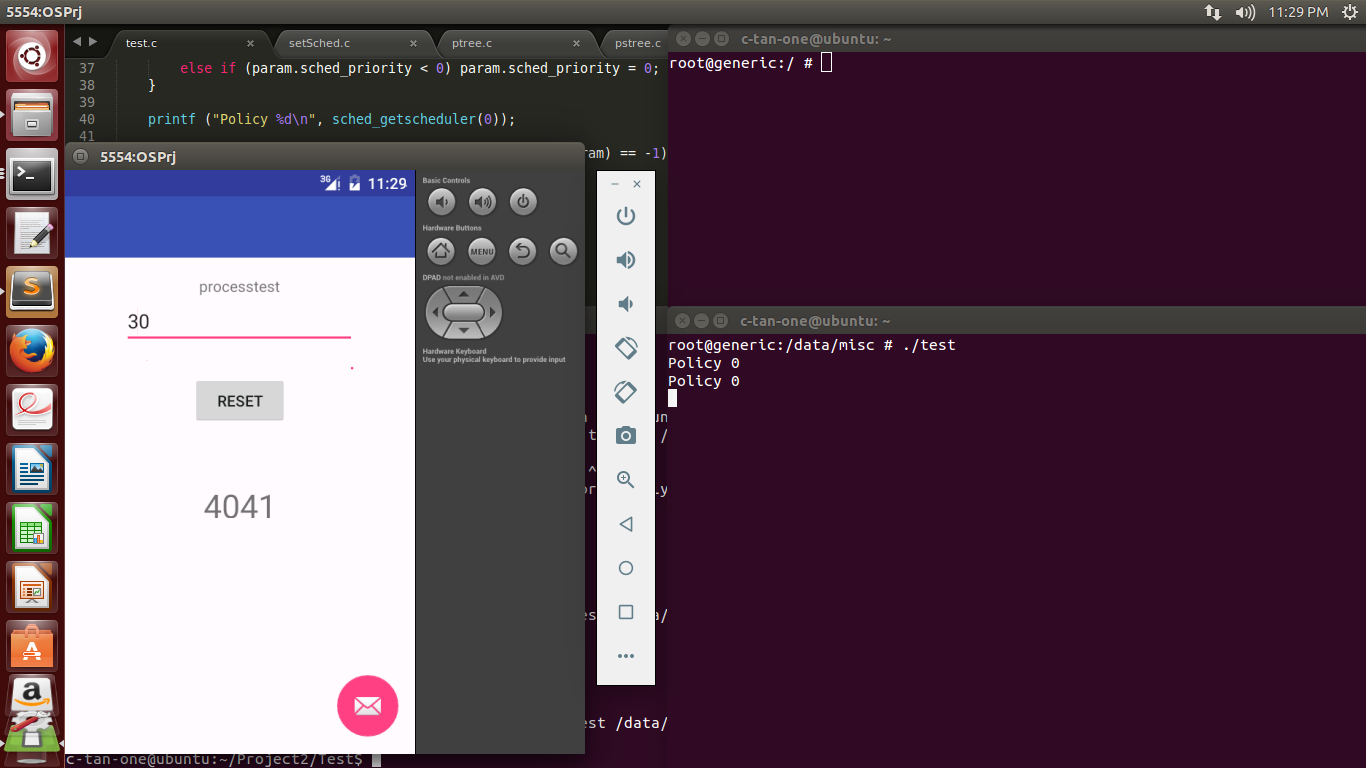 5554:OSPrj
11:29 PM
test.c
setSched.c
ptree.c
pstree.c
37 else if (param.sched_priority < 0) param.sched_priority = 0;
38 }
39
40 printf ("Policy %d\n", sched_getscheduler(0));
41
am) == -1)
5554:OSPrj
3G 11:29
processtest
30
RESET
4041
Basic Controls
Hardware Buttons
MENU
DPAD not enabled in AVD
Hardware Keyboard
Use your physical keyboard to provide input
c-tan-one@ubuntu: ~
root@generic:/ #
c-tan-one@ubuntu: ~
root@generic:/data/misc # ./test
Policy 0
Policy 0
est /data/
c-tan-one@ubuntu:~/Project2/Test$